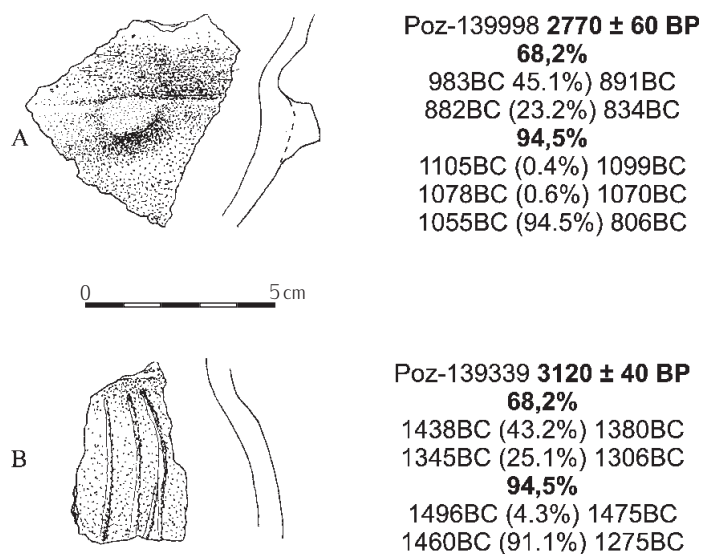 Poz-139998 2770 ± 60 BP
68,2%
983BC 45.1%) 891BC
882BC (23.2%) 834BC
94,5%
1105BC (0.4%) 1099BC
1078BC (0.6%) 1070BC
1055BC (94.5%) 806BC
A
0 5 cm
Poz-139339 3120 ± 40 BP
68,2%
1438BC (43.2%) 1380BC
1345BC (25.1%) 1306BC
94,5%
1496BC (4.3%) 1475BC
1460BC (91.1%) 1275BC
B